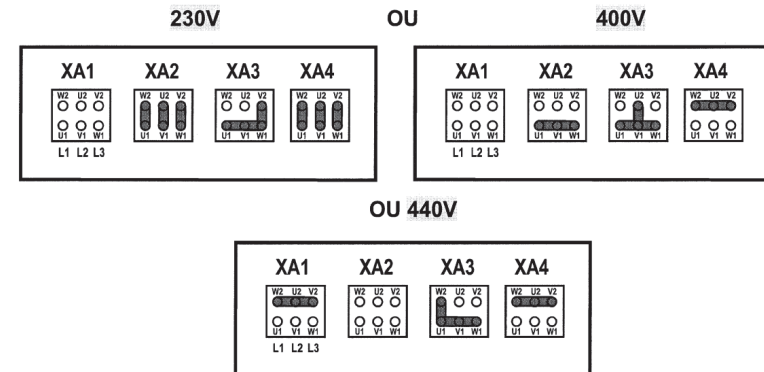 230V OU 400V
XA1 XA2 XA3 XA4 XA1 XA2 XA3 XA4
W2 U2 V2 W2 U2 V2 W2 U2 V2 W2 U2 V2 W2 U2 V2 W2 U2 V2 W2 U2 V2 W2 U2 V2
U1 V1 W1 U1 V1 W1 U1 V1 W1 U1 V1 W1 U1 V1 W1 U1 V1 W1 U1 V1 W1 U1 V1 W1
L1 L2 L3 L1 L2 L3
OU 440V
XA1 XA2 XA3 XA4
W2 U2 V2 W2 U2 V2 W2 U2 V2 W2 U2 V2
U1 V1 W1 U1 V1 W1 U1 V1 W1 U1 V1 W1
L1 L2 L3